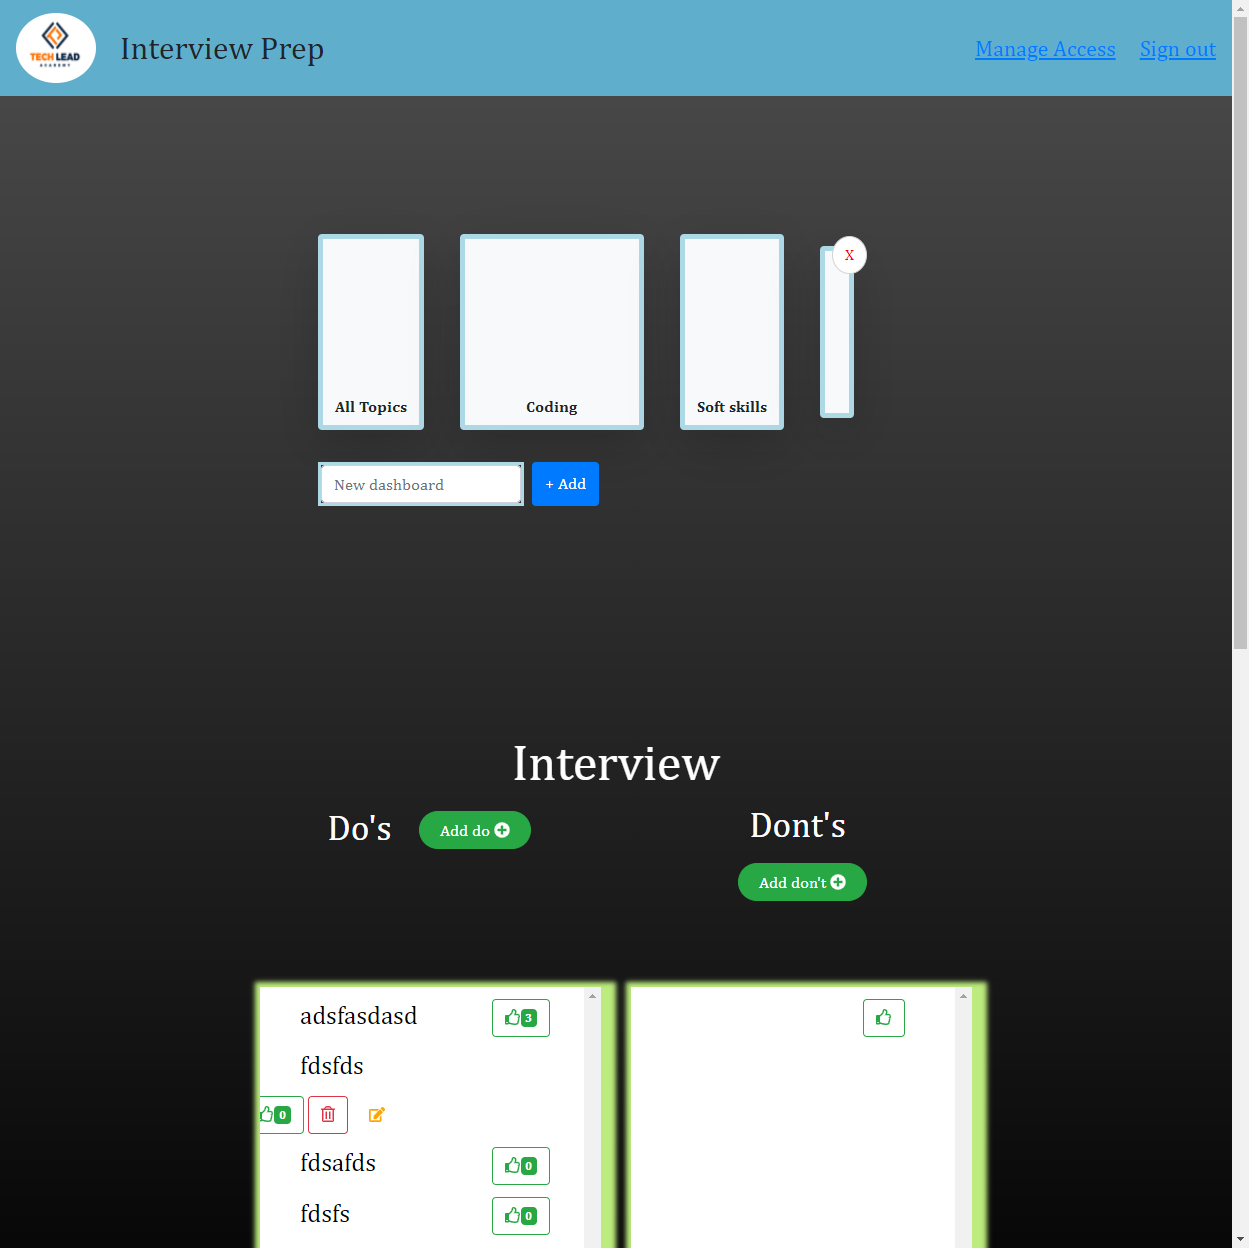 TECH LEAD
ACADEMY
Interview Prep
Manage Access
Sign out
X
All Topics
Coding
Soft skills
New dashboard
+ Add
Interview
Do's
Add do
Dont's
Add don't
adsfasdasd
3
fdsfds
0
fdsafds
0
fdsfs
0